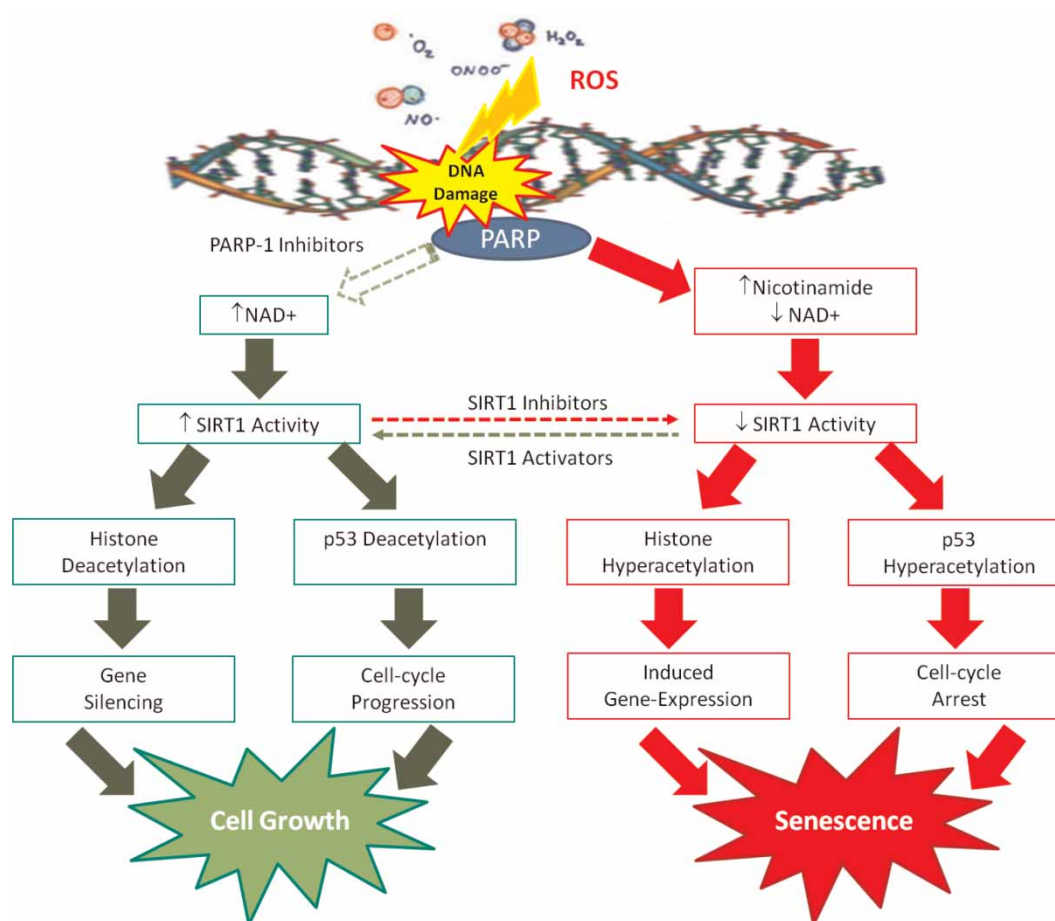 ·O₂
H₂O₂
ONOO⁻
ROS
NO·
DNA
Damage
PARP
PARP-1 Inhibitors
↑NAD+
↑Nicotinamide
↓ NAD+
↑ SIRT1 Activity
SIRT1 Inhibitors
SIRT1 Activators
↓ SIRT1 Activity
Histone
Deacetylation
p53 Deacetylation
Histone
Hyperacetylation
p53
Hyperacetylation
Gene
Silencing
Cell-cycle
Progression
Induced
Gene-Expression
Cell-cycle
Arrest
Cell Growth
Senescence